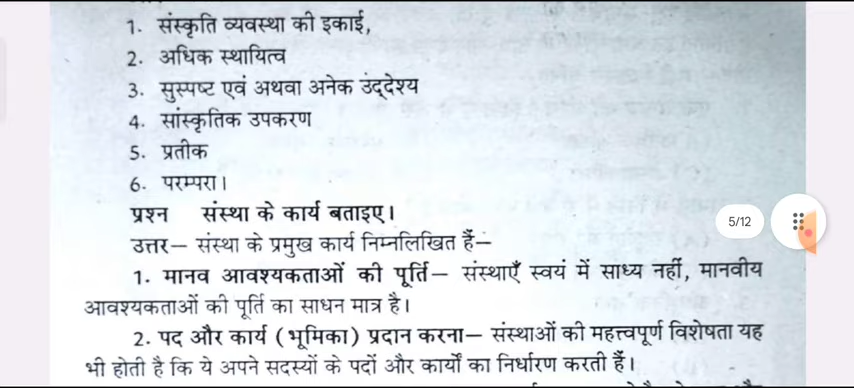 1. संस्कृति व्यवस्था की इकाई,
2. अधिक स्थायित्व
3. सुस्पष्ट एवं अथवा अनेक उद्देश्य
4. सांस्कृतिक उपकरण
5. प्रतीक
6. परम्परा।
प्रश्न संस्था के कार्य बताइए।
5/12
उत्तर— संस्था के प्रमुख कार्य निम्नलिखित हैं—
1. मानव आवश्यकताओं की पूर्ति— संस्थाएँ स्वयं में साध्य नहीं, मानवीय
आवश्यकताओं की पूर्ति का साधन मात्र है।
2. पद और कार्य (भूमिका) प्रदान करना— संस्थाओं की महत्त्वपूर्ण विशेषता यह
भी होती है कि ये अपने सदस्यों के पदों और कार्यों का निर्धारण करती हैं।